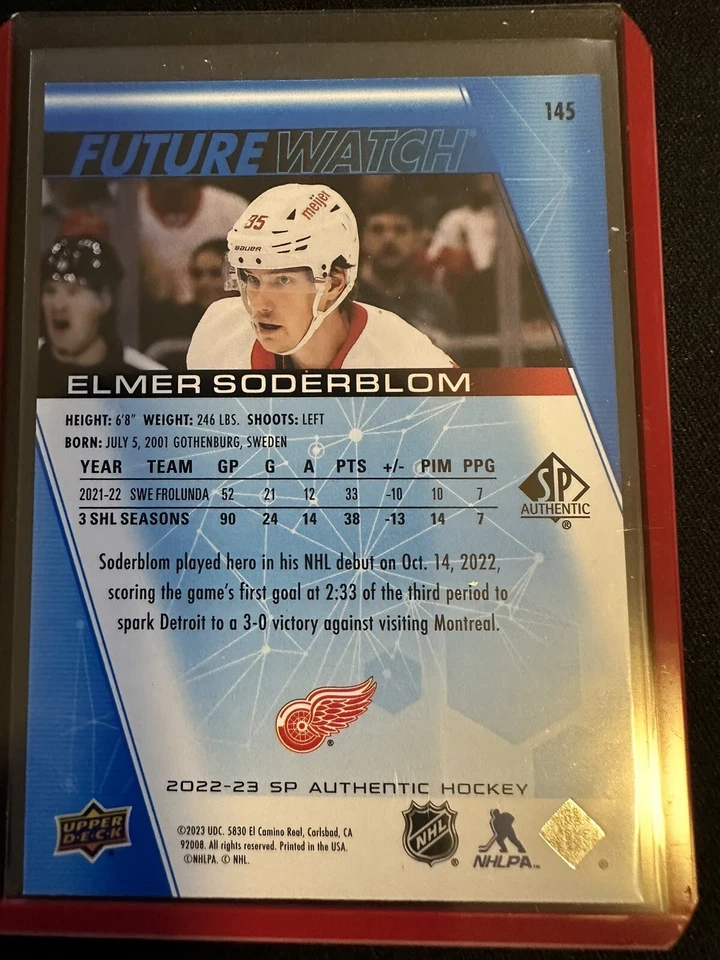 145
FUTURE WATCH
meijer
95
BAUER
ELMER SODERBLOM
HEIGHT: 6'8" WEIGHT: 246 LBS. SHOOTS: LEFT
BORN: JULY 5, 2001 GOTHENBURG, SWEDEN
YEAR TEAM GP G A PTS +/- PIM PPG
2021-22 SWE FROLUNDA 52 21 12 33 -10 10 7
3 SHL SEASONS 90 24 14 38 -13 14 7
SP
AUTHENTIC
®
Soderblom played hero in his NHL debut on Oct. 14, 2022,
scoring the game's first goal at 2:33 of the third period to
spark Detroit to a 3-0 victory against visiting Montreal.
®
2022-23 SP AUTHENTIC HOCKEY
UPPER
DECK
©2023 UDC. 5830 El Camino Real, Carlsbad, CA
92008. All rights reserved. Printed in the USA.
©NHLPA. © NHL.
NHL
®
NHLPA™
®